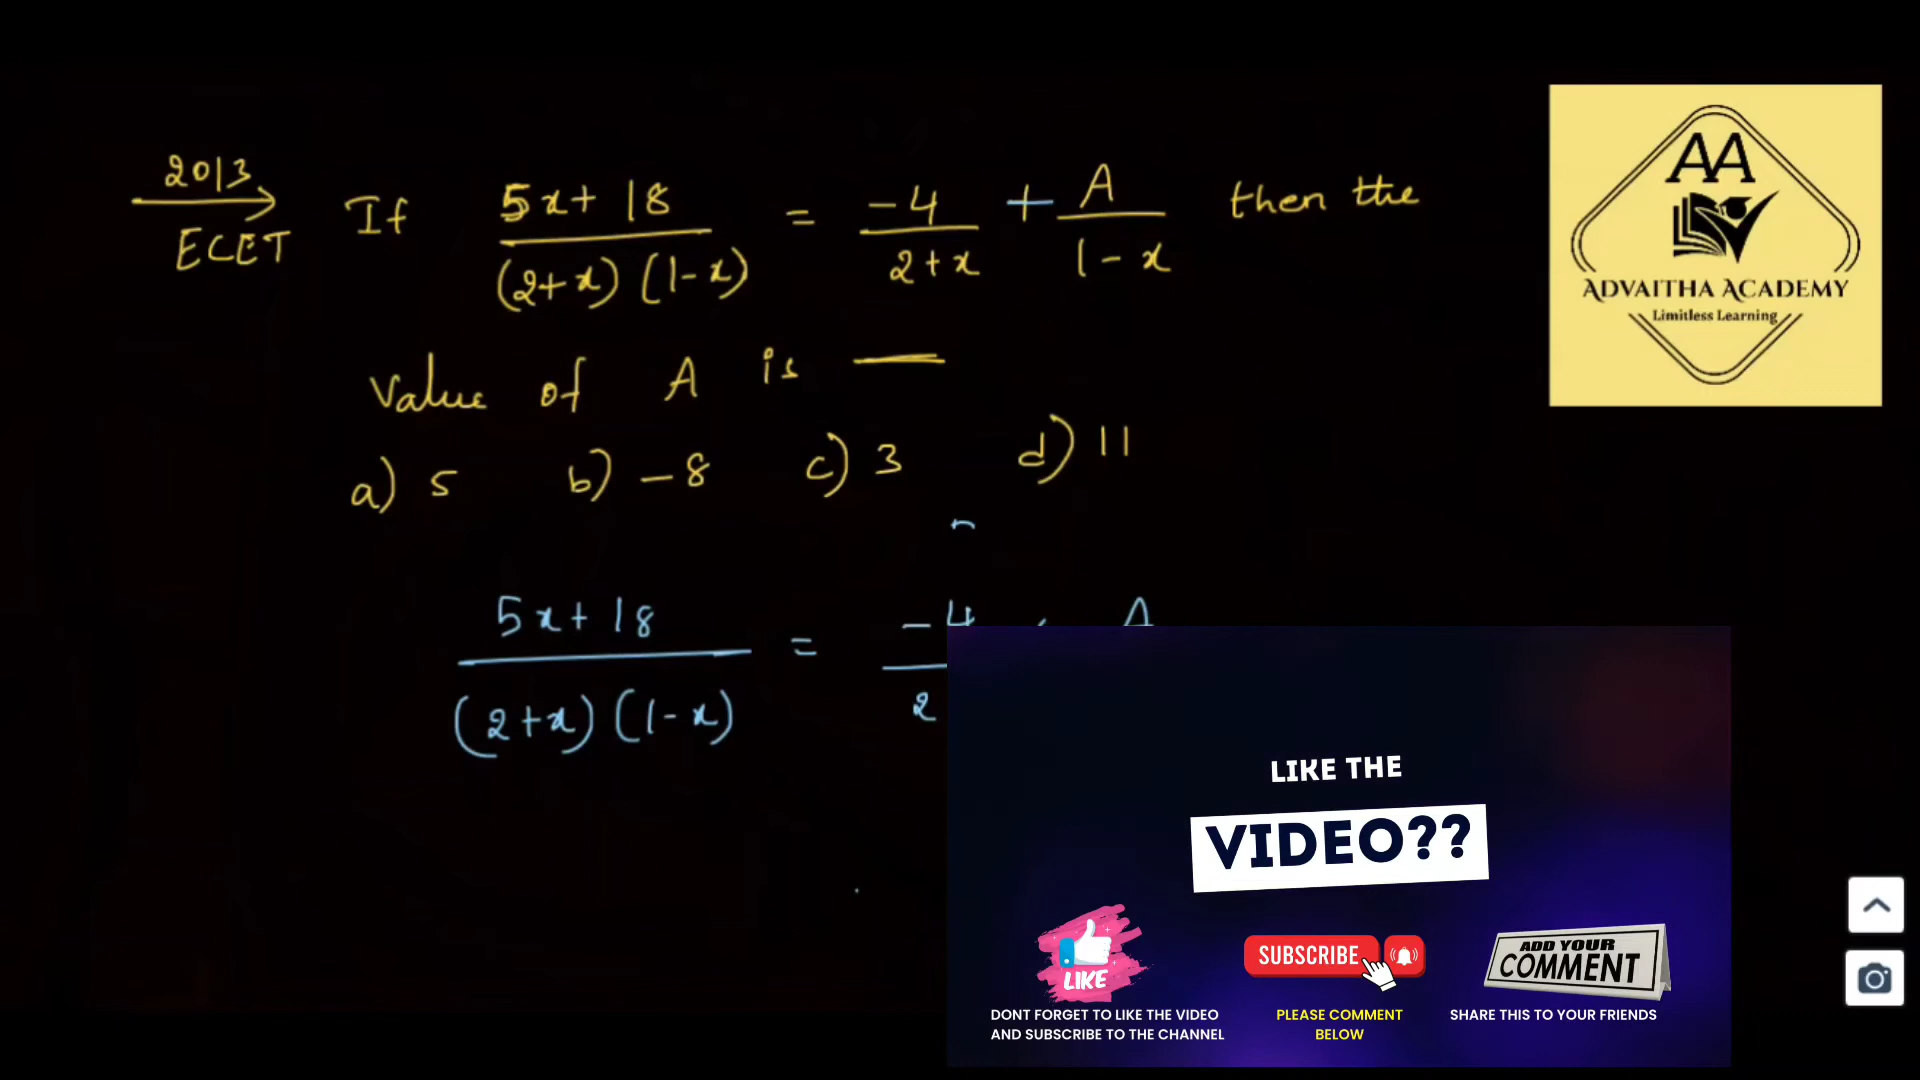 2013
ECET
If 5x+18 / (2+x)(1-x) = -4 / 2+x + A / 1-x then the
value of A is —
a) 5 b) -8 c) 3 d) 11
5x+18 / (2+x)(1-x) = -4 / 2
AA
ADVAITHA ACADEMY
Limitless Learning
LIKE THE
VIDEO??
LIKE
SUBSCRIBE
ADD YOUR
COMMENT
DONT FORGET TO LIKE THE VIDEO
AND SUBSCRIBE TO THE CHANNEL
PLEASE COMMENT
BELOW
SHARE THIS TO YOUR FRIENDS